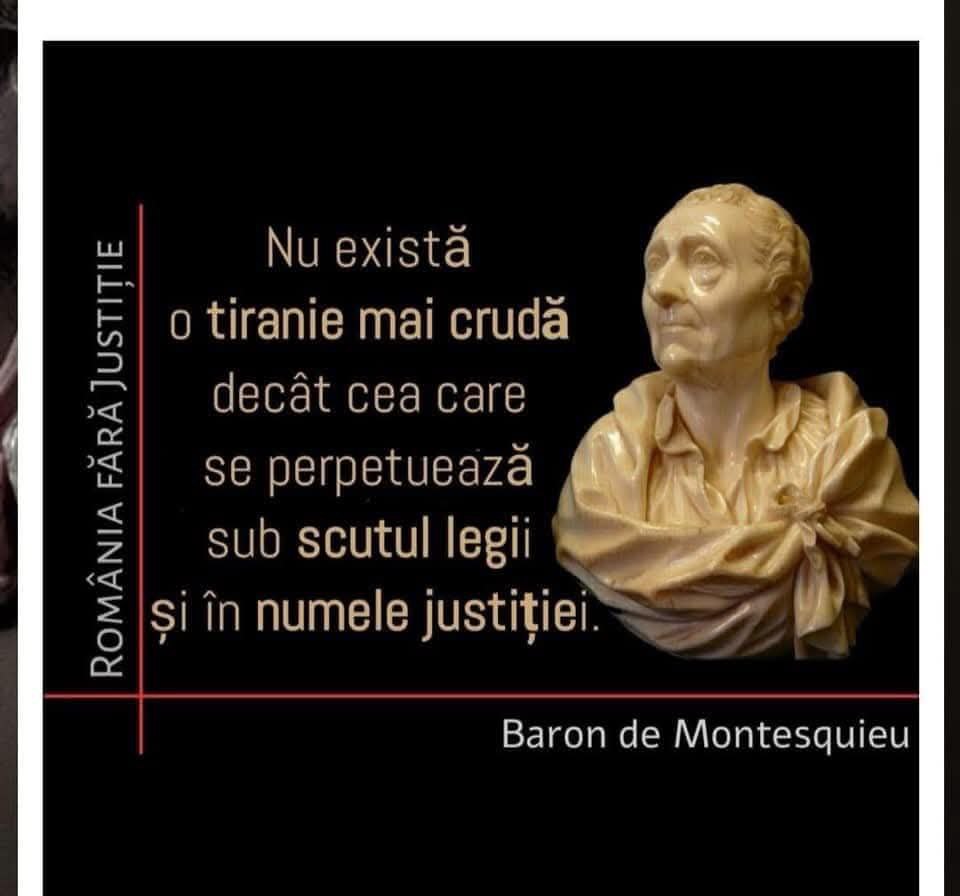 ROMÂNIA FĂRĂ JUSTIȚIE
Nu există
o tiranie mai crudă
decât cea care
se perpetuează
sub scutul legii
și în numele justiției.
Baron de Montesquieu